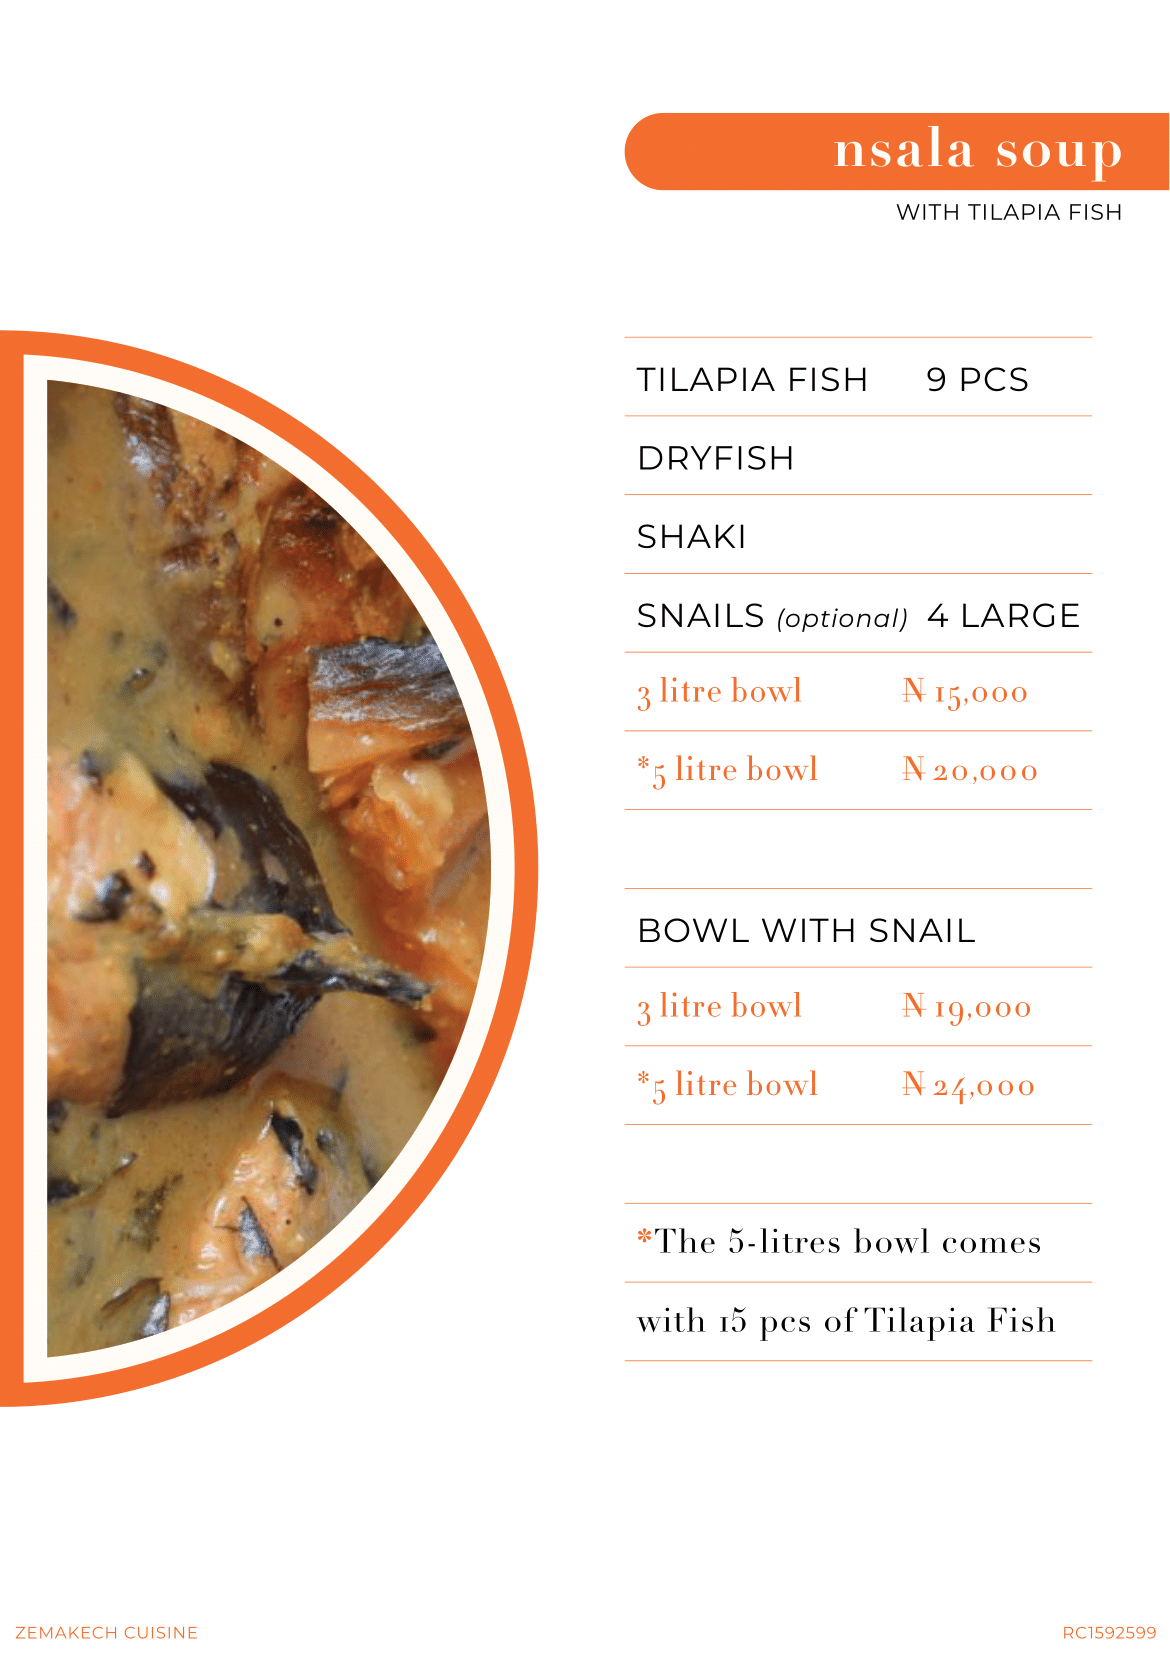 nsala soup
WITH TILAPIA FISH
TILAPIA FISH 9 PCS
DRYFISH
SHAKI
SNAILS (optional) 4 LARGE
3 litre bowl ₦ 15,000
*5 litre bowl ₦ 20,000
BOWL WITH SNAIL
3 litre bowl ₦ 19,000
*5 litre bowl ₦ 24,000
*The 5-litres bowl comes
with 15 pcs of Tilapia Fish
ZEMAKECH CUISINE RC1592599